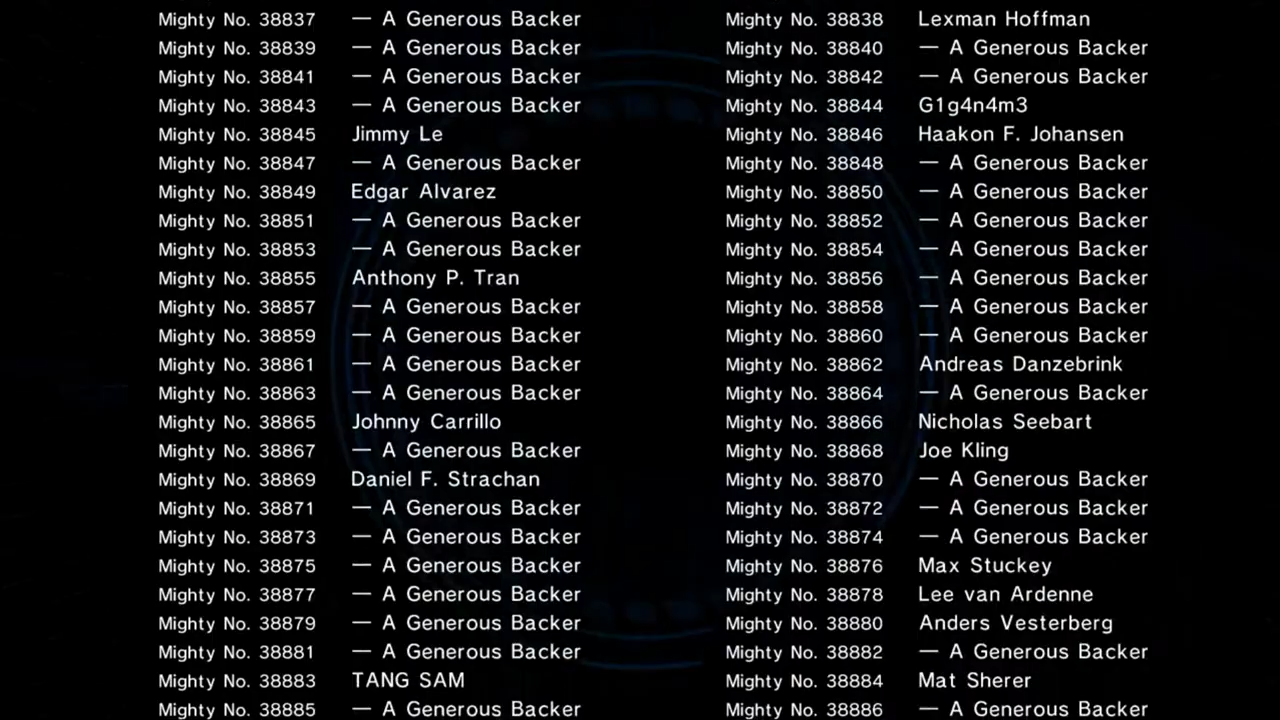 Mighty No. 38837 — A Generous Backer Mighty No. 38838 Lexman Hoffman
Mighty No. 38839 — A Generous Backer Mighty No. 38840 — A Generous Backer
Mighty No. 38841 — A Generous Backer Mighty No. 38842 — A Generous Backer
Mighty No. 38843 — A Generous Backer Mighty No. 38844 G1g4n4m3
Mighty No. 38845 Jimmy Le Mighty No. 38846 Haakon F. Johansen
Mighty No. 38847 — A Generous Backer Mighty No. 38848 — A Generous Backer
Mighty No. 38849 Edgar Alvarez Mighty No. 38850 — A Generous Backer
Mighty No. 38851 — A Generous Backer Mighty No. 38852 — A Generous Backer
Mighty No. 38853 — A Generous Backer Mighty No. 38854 — A Generous Backer
Mighty No. 38855 Anthony P. Tran Mighty No. 38856 — A Generous Backer
Mighty No. 38857 — A Generous Backer Mighty No. 38858 — A Generous Backer
Mighty No. 38859 — A Generous Backer Mighty No. 38860 — A Generous Backer
Mighty No. 38861 — A Generous Backer Mighty No. 38862 Andreas Danzebrink
Mighty No. 38863 — A Generous Backer Mighty No. 38864 — A Generous Backer
Mighty No. 38865 Johnny Carrillo Mighty No. 38866 Nicholas Seebart
Mighty No. 38867 — A Generous Backer Mighty No. 38868 Joe Kling
Mighty No. 38869 Daniel F. Strachan Mighty No. 38870 — A Generous Backer
Mighty No. 38871 — A Generous Backer Mighty No. 38872 — A Generous Backer
Mighty No. 38873 — A Generous Backer Mighty No. 38874 — A Generous Backer
Mighty No. 38875 — A Generous Backer Mighty No. 38876 Max Stuckey
Mighty No. 38877 — A Generous Backer Mighty No. 38878 Lee van Ardenne
Mighty No. 38879 — A Generous Backer Mighty No. 38880 Anders Vesterberg
Mighty No. 38881 — A Generous Backer Mighty No. 38882 — A Generous Backer
Mighty No. 38883 TANG SAM Mighty No. 38884 Mat Sherer
Mighty No. 38885 — A Generous Backer Mighty No. 38886 — A Generous Backer